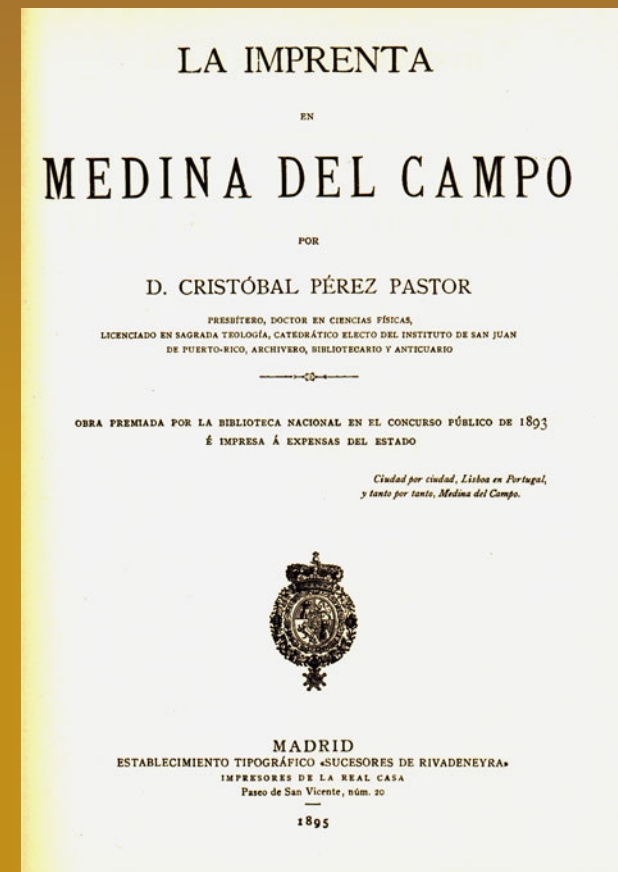 LA IMPRENTA
EN
MEDINA DEL CAMPO
POR
D. CRISTÓBAL PÉREZ PASTOR
PRESBÍTERO, DOCTOR EN CIENCIAS FÍSICAS,
LICENCIADO EN SAGRADA TEOLOGÍA, CATEDRÁTICO ELECTO DEL INSTITUTO DE SAN JUAN
DE PUERTO-RICO, ARCHIVERO, BIBLIOTECARIO Y ANTICUARIO
OBRA PREMIADA POR LA BIBLIOTECA NACIONAL EN EL CONCURSO PÚBLICO DE 1893
É IMPRESA Á EXPENSAS DEL ESTADO
Ciudad por ciudad, Lisboa en Portugal,
y tanto por tanto, Medina del Campo.
MADRID
ESTABLECIMIENTO TIPOGRÁFICO «SUCESORES DE RIVADENEYRA»
IMPRESORES DE LA REAL CASA
Paseo de San Vicente, núm. 20
1895